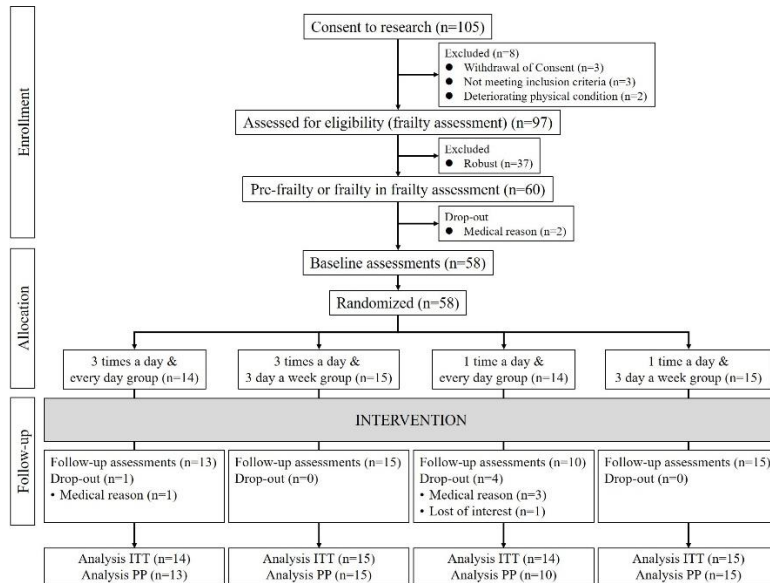 Enrollment
Consent to research (n=105)
Excluded (n=8)
● Withdrawal of Consent (n=3)
● Not meeting inclusion criteria (n=3)
● Deteriorating physical condition (n=2)
Assessed for eligibility (frailty assessment) (n=97)
Excluded
● Robust (n=37)
Pre-frailty or frailty in frailty assessment (n=60)
Drop-out
● Medical reason (n=2)
Allocation
Baseline assessments (n=58)
Randomized (n=58)
3 times a day &
every day group (n=14)
3 times a day &
3 day a week group (n=15)
1 time a day &
every day group (n=14)
1 time a day &
3 day a week group (n=15)
Follow-up
INTERVENTION
Follow-up assessments (n=13)
Drop-out (n=1)
• Medical reason (n=1)
Follow-up assessments (n=15)
Drop-out (n=0)
Follow-up assessments (n=10)
Drop-out (n=4)
• Medical reason (n=3)
• Lost of interest (n=1)
Follow-up assessments (n=15)
Drop-out (n=0)
Analysis ITT (n=14)
Analysis PP (n=13)
Analysis ITT (n=15)
Analysis PP (n=15)
Analysis ITT (n=14)
Analysis PP (n=10)
Analysis ITT (n=15)
Analysis PP (n=15)